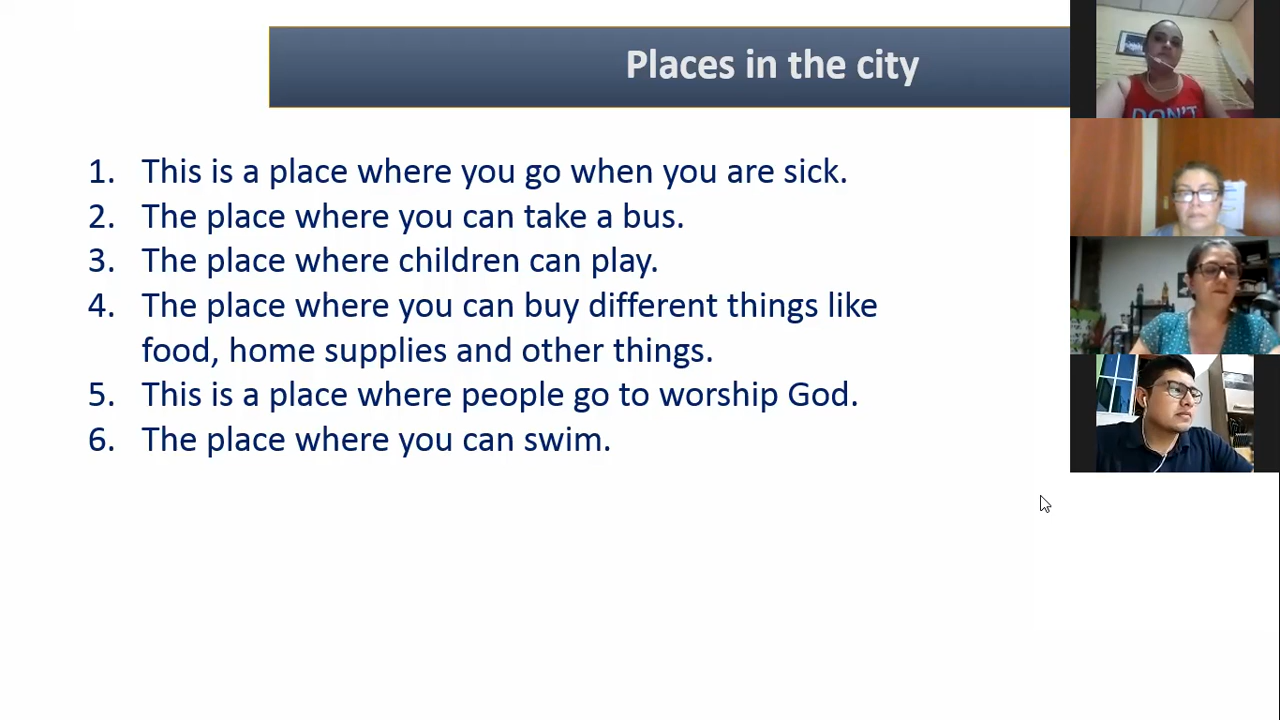 Places in the city
1. This is a place where you go when you are sick.
2. The place where you can take a bus.
3. The place where children can play.
4. The place where you can buy different things like
food, home supplies and other things.
5. This is a place where people go to worship God.
6. The place where you can swim.
DON'T